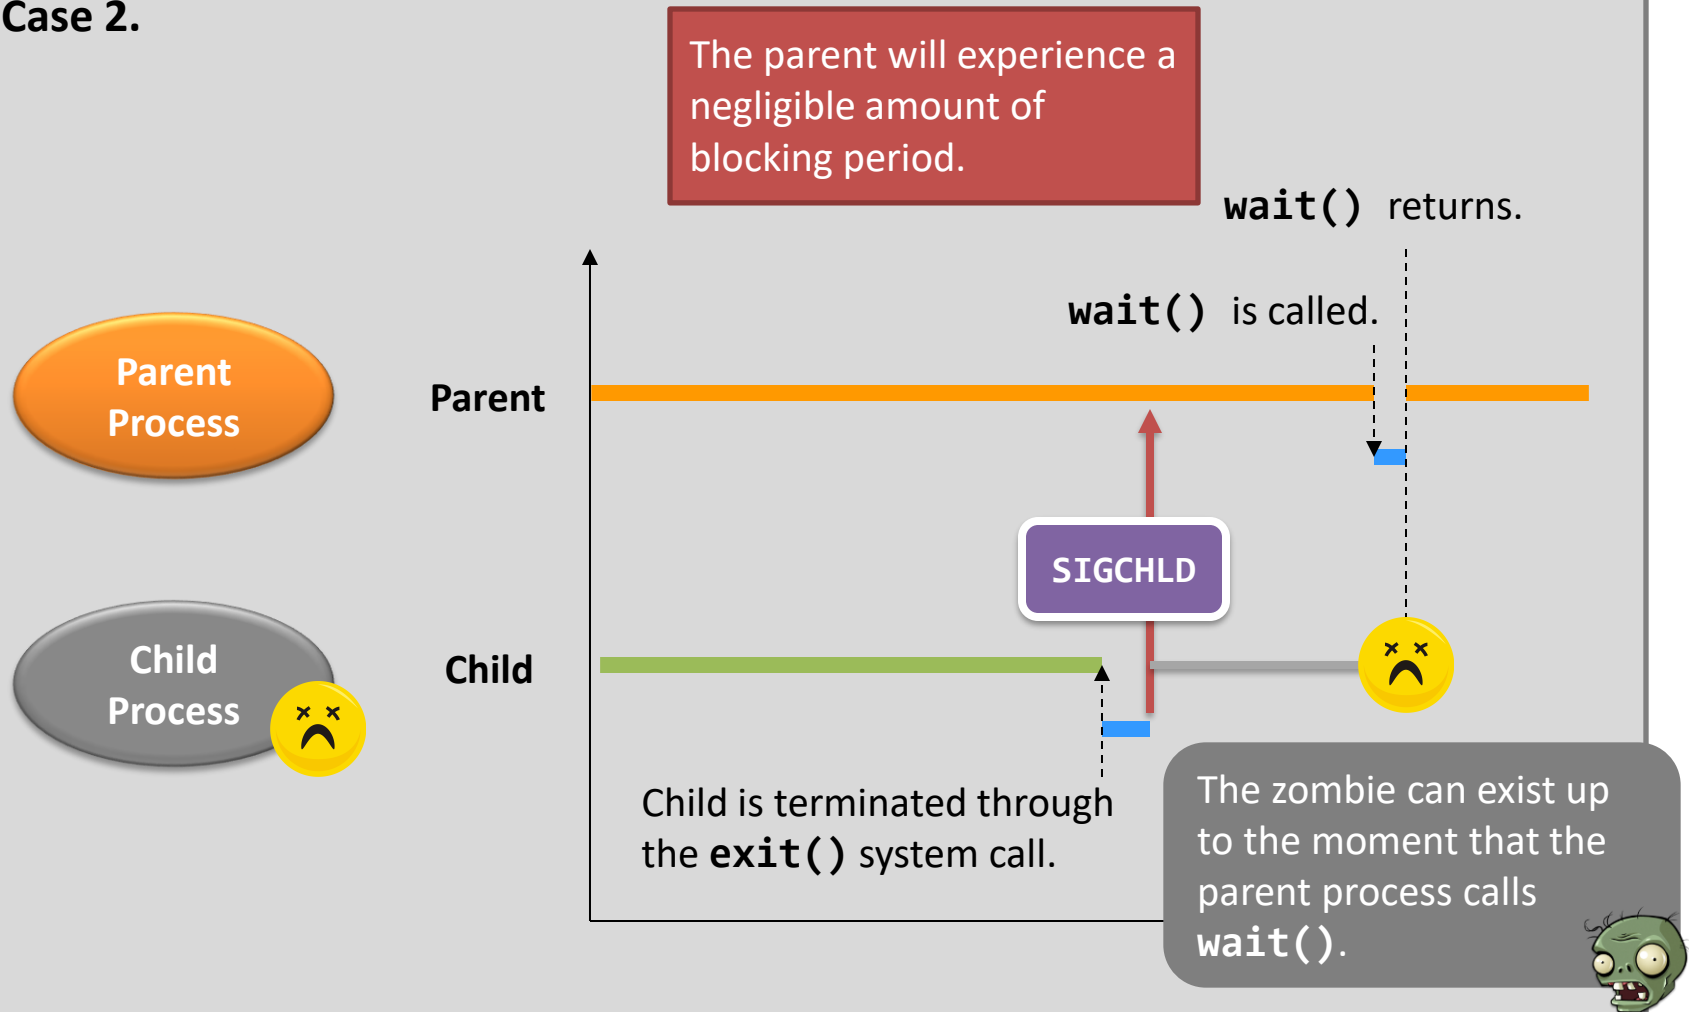 Case 2.
The parent will experience a
negligible amount of
blocking period.
wait() returns.
wait() is called.
Parent
Process
Parent
SIGCHLD
Child
Process
Child
Child is terminated through
the exit() system call.
The zombie can exist up
to the moment that the
parent process calls
wait().